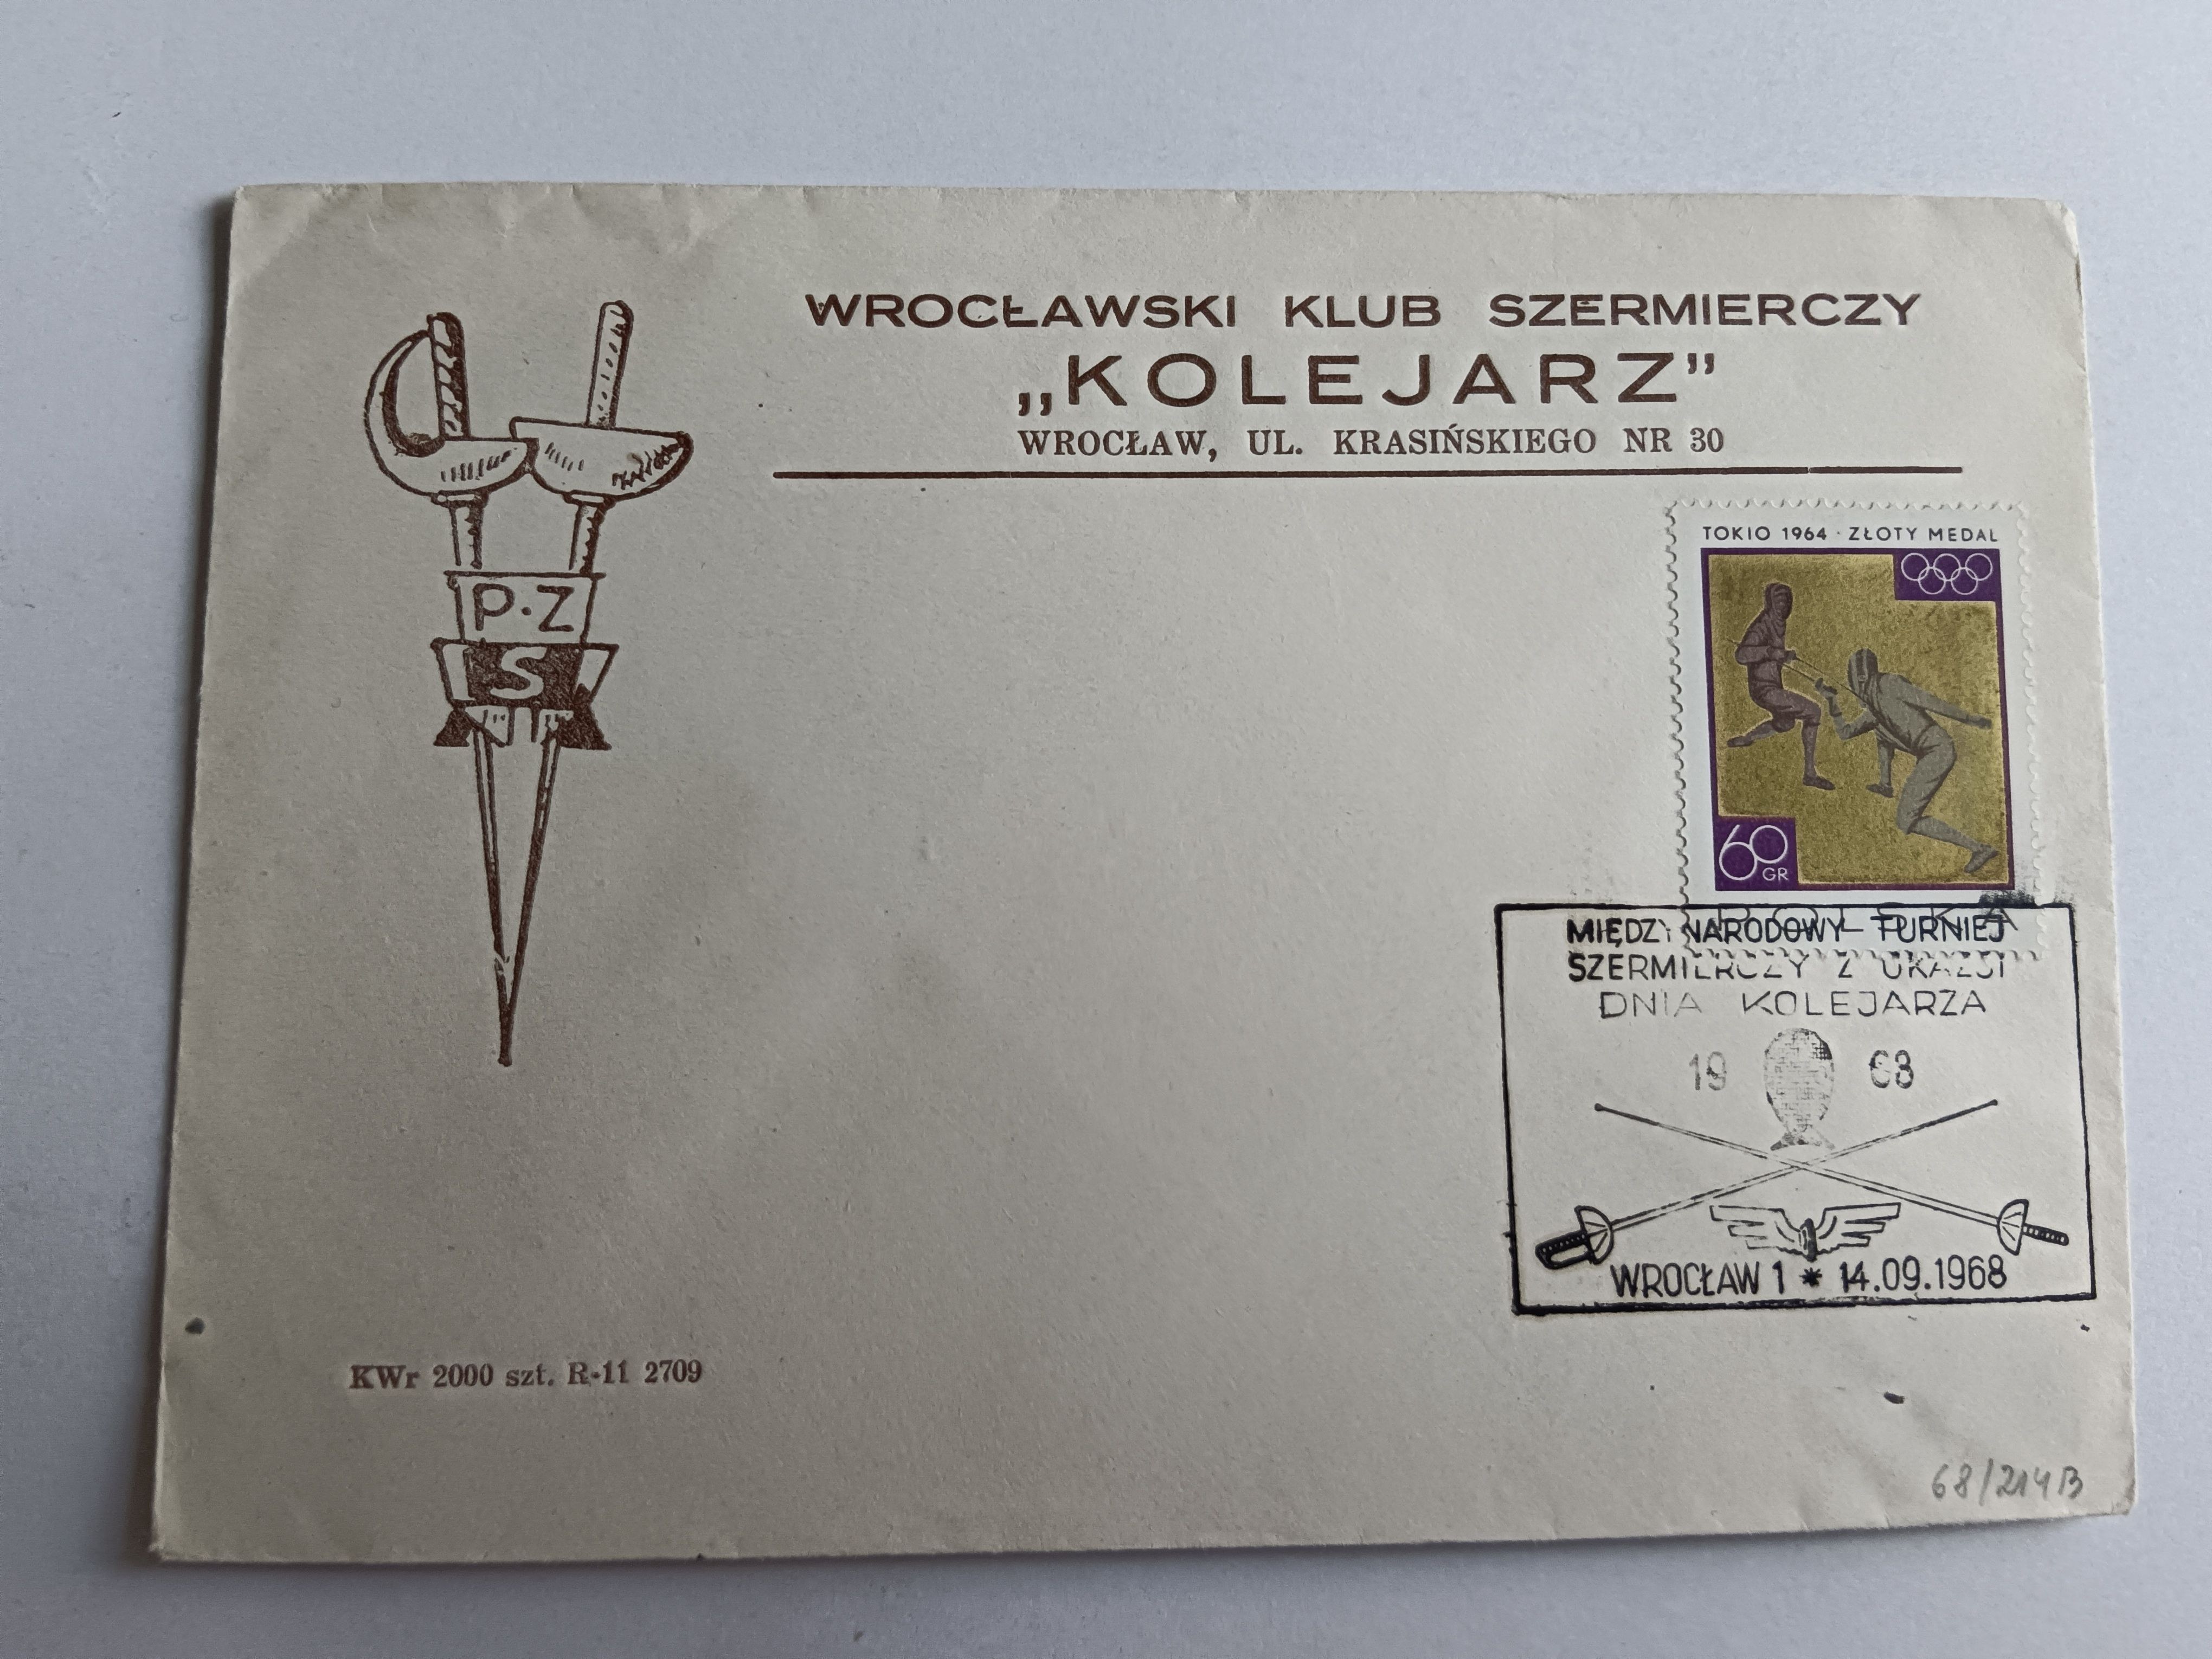 WROCŁAWSKI KLUB SZERMIERCZY
„KOLEJARZ”
WROCŁAW, UL. KRASIŃSKIEGO NR 30
P·Z
S
TOKIO 1964 · ZŁOTY MEDAL
60 GR
POLSKA
MIĘDZYNARODOWY TURNIEJ
SZERMIERCZY Z OKAZJI
DNIA KOLEJARZA
19 68
WROCŁAW 1 * 14.09.1968
KWr 2000 szt. R-11 2709
68/214B